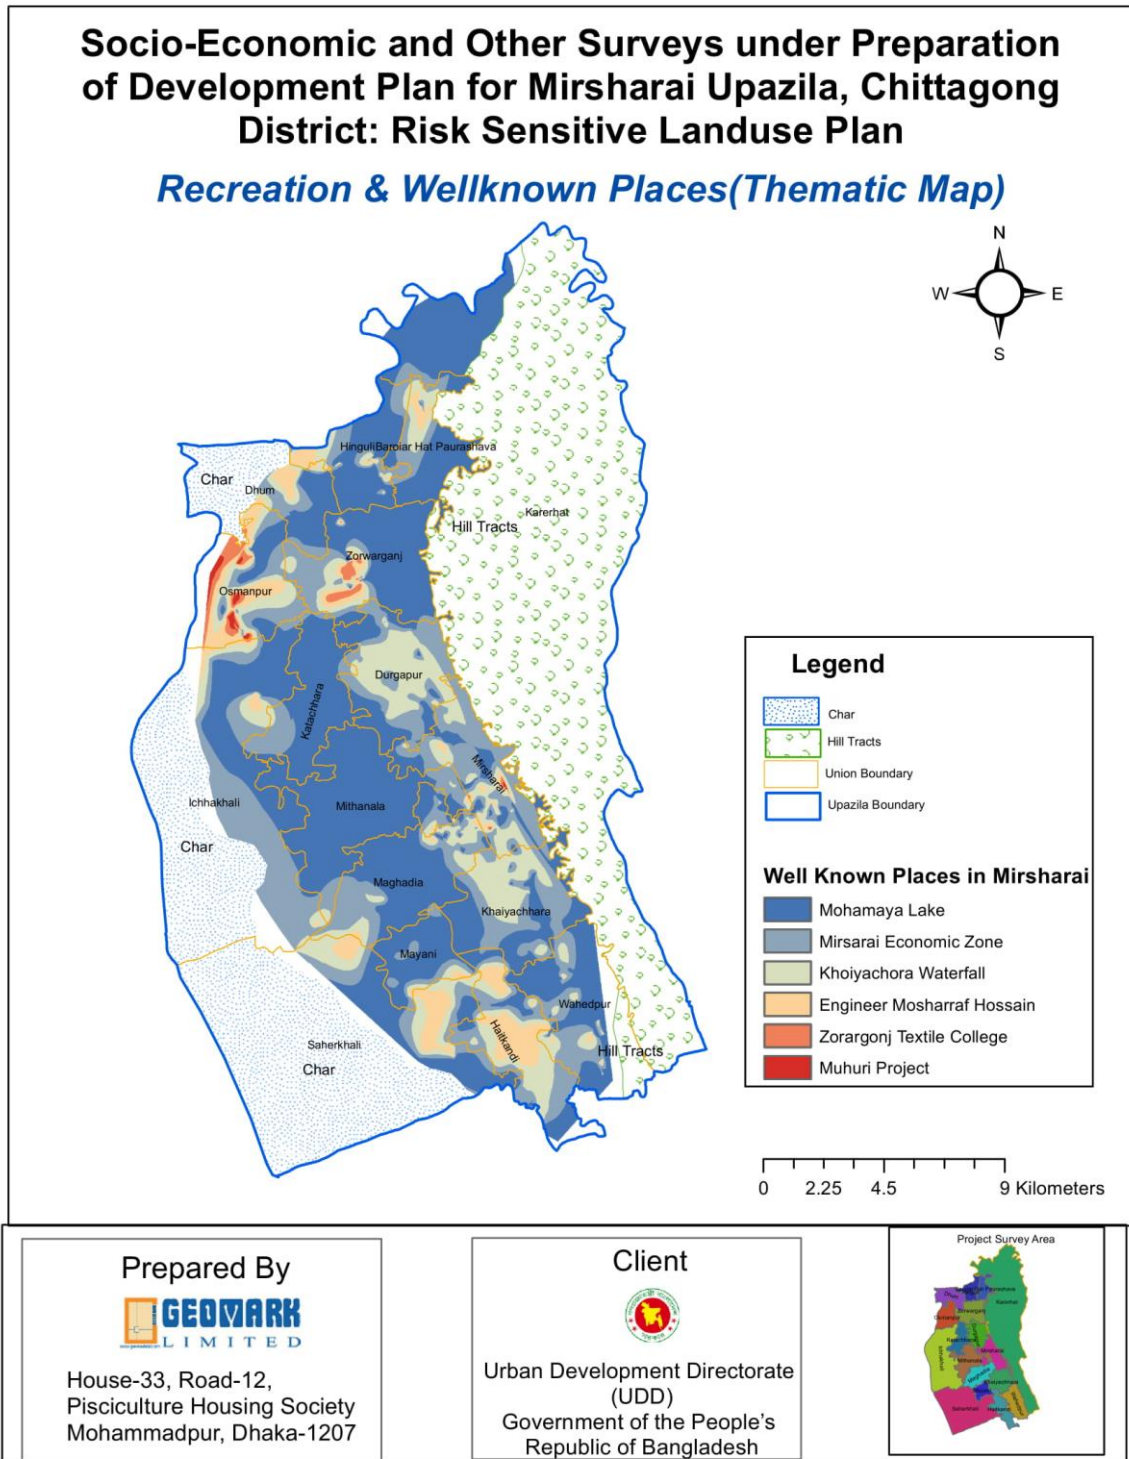 Socio-Economic and Other Surveys under Preparation
of Development Plan for Mirsharai Upazila, Chittagong
District: Risk Sensitive Landuse Plan
Recreation & Wellknown Places(Thematic Map)
N
W
E
S
Hinguli
Baroiar Hat Paurashava
Char
Dhum
Karerhat
Hill Tracts
Zorwarganj
Osmanpur
Durgapur
Katachhara
Mirsharai
Ichhakhali
Mithanala
Char
Maghadia
Khaiyachhara
Mayani
Wahedpur
Haitkandi
Saherkhali
Hill Tracts
Char
Legend
Char
Hill Tracts
Union Boundary
Upazila Boundary
Well Known Places in Mirsharai
Mohamaya Lake
Mirsarai Economic Zone
Khoiyachora Waterfall
Engineer Mosharraf Hossain
Zorargonj Textile College
Muhuri Project
0 2.25 4.5 9 Kilometers
Prepared By
GEOMARK
LIMITED
House-33, Road-12,
Pisciculture Housing Society
Mohammadpur, Dhaka-1207
Client
Urban Development Directorate
(UDD)
Government of the People's
Republic of Bangladesh
Project Survey Area